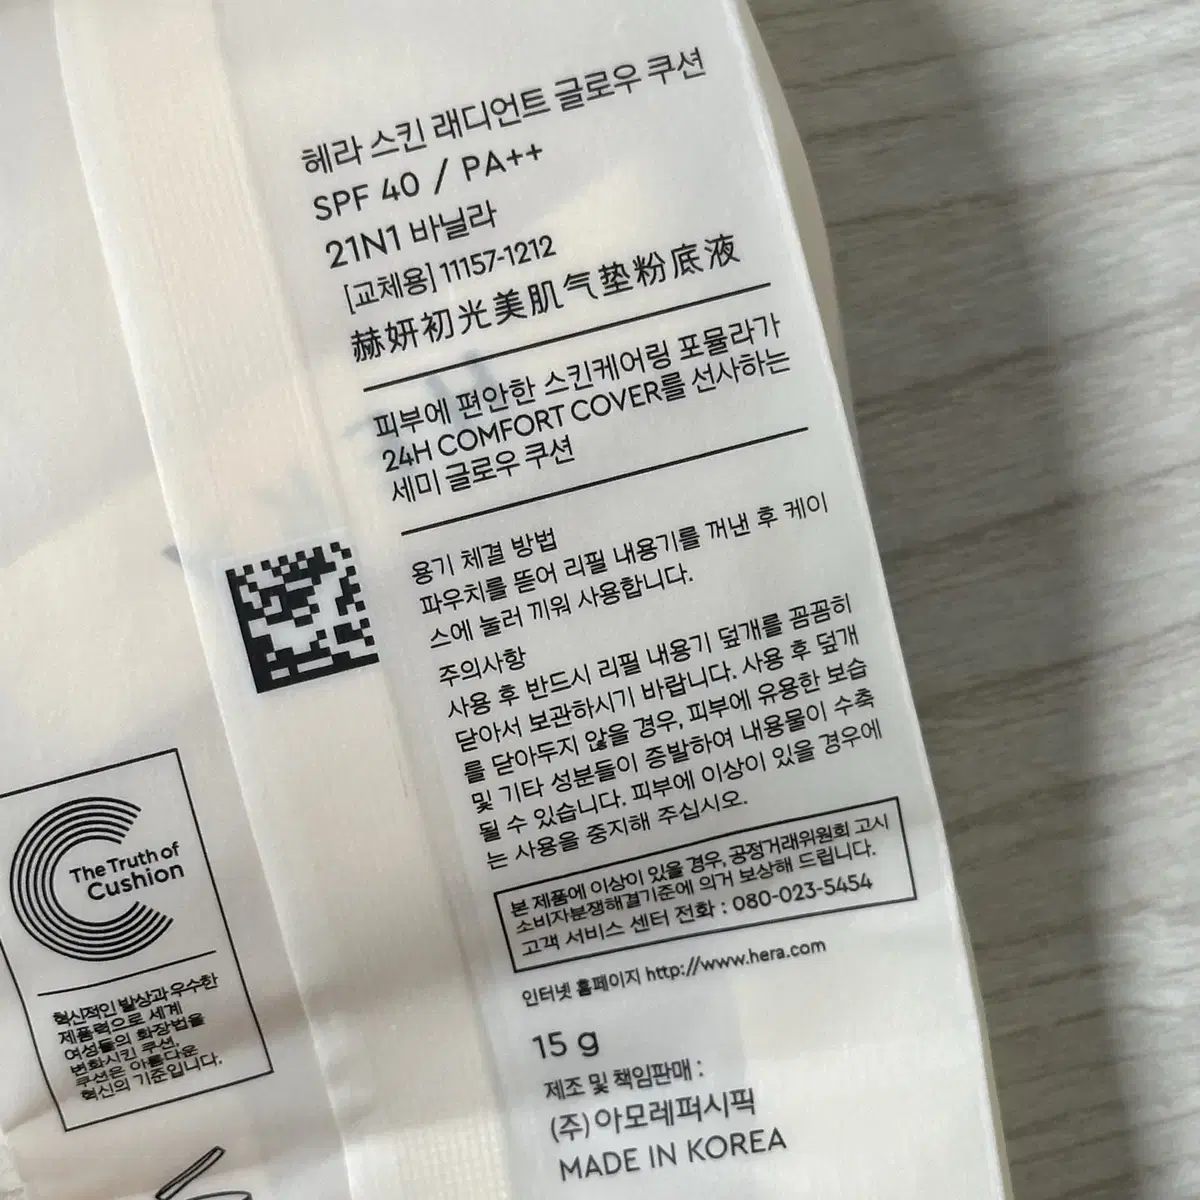 헤라 스킨 래디언트 글로우 쿠션
SPF 40 / PA++
21N1 바닐라
[교체용] 11157-1212
赫妍初光美肌气垫粉底液
피부에 편안한 스킨케어링 포뮬라가
24H COMFORT COVER를 선사하는
세미 글로우 쿠션
용기 체결 방법
파우치를 뜯어 리필 내용기를 꺼낸 후 케이
스에 눌러 끼워 사용합니다.
주의사항
사용 후 반드시 리필 내용기 덮개를 꼼꼼히
닫아서 보관하시기 바랍니다. 사용 후 덮개
를 닫아두지 않을 경우, 피부에 유용한 보습
및 기타 성분들이 증발하여 내용물이 수축
될 수 있습니다. 피부에 이상이 있을 경우에
는 사용을 중지해 주십시오.
본 제품에 이상이 있을 경우, 공정거래위원회 고시
소비자분쟁해결기준에 의거 보상해 드립니다.
고객 서비스 센터 전화 : 080-023-5454
인터넷 홈페이지 http://www.hera.com
15 g
제조 및 책임판매 :
(주)아모레퍼시픽
MADE IN KOREA
The Truth of
Cushion
혁신적인 발상과 우수한
제품력으로 세계
여성들의 화장법을
변화시킨 쿠션,
쿠션은 아름다운
혁신의 기준입니다.